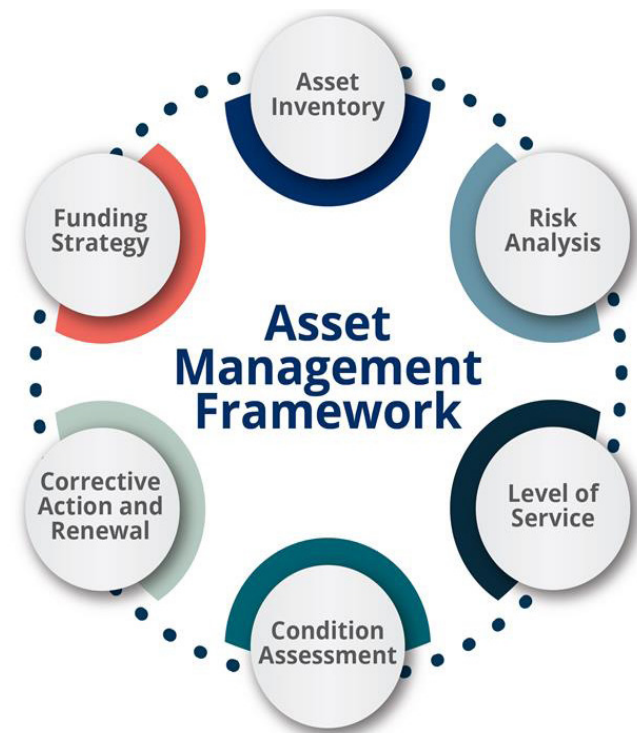 Asset
Inventory
Funding
Strategy
Risk
Analysis
Asset
Management
Framework
Corrective
Action and
Renewal
Level of
Service
Condition
Assessment